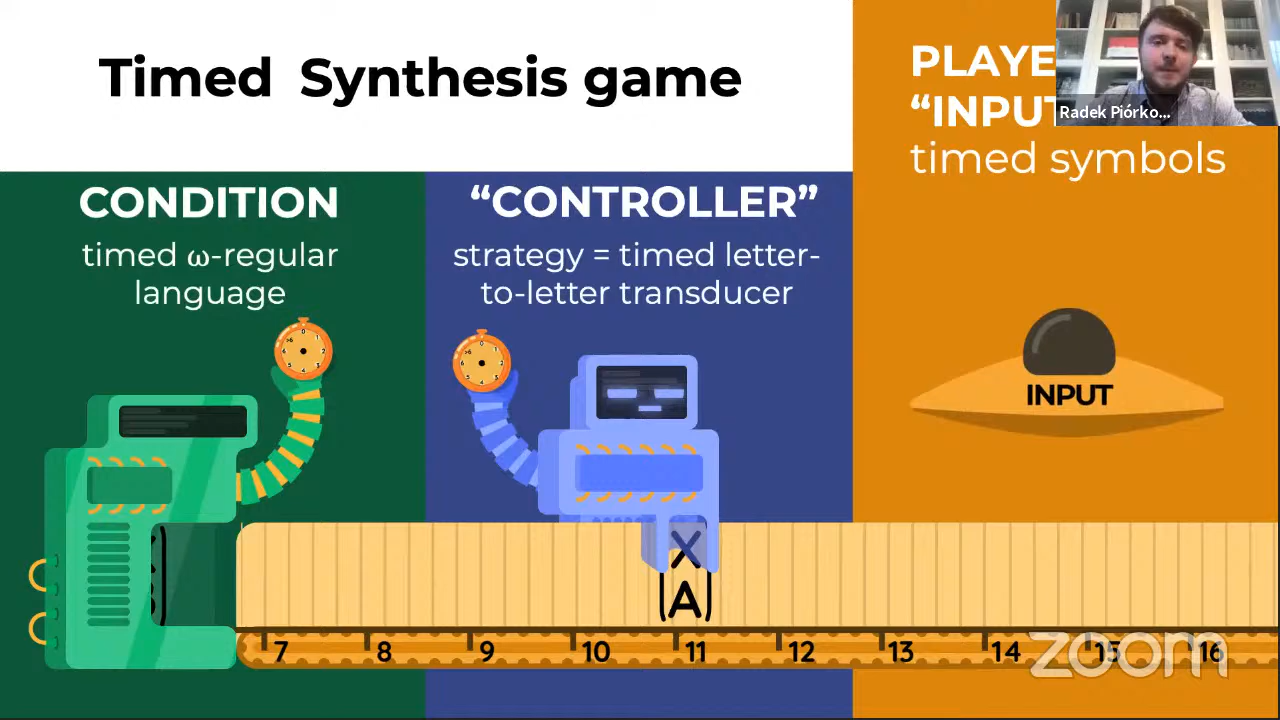 Timed Synthesis game
CONDITION
timed ω-regular
language
“CONTROLLER”
strategy = timed letter-
to-letter transducer
PLAYE
“INPUT
timed symbols
Radek Piórko...
INPUT
X
A
7 8 9 10 11 12 13 14 15 16
zoom